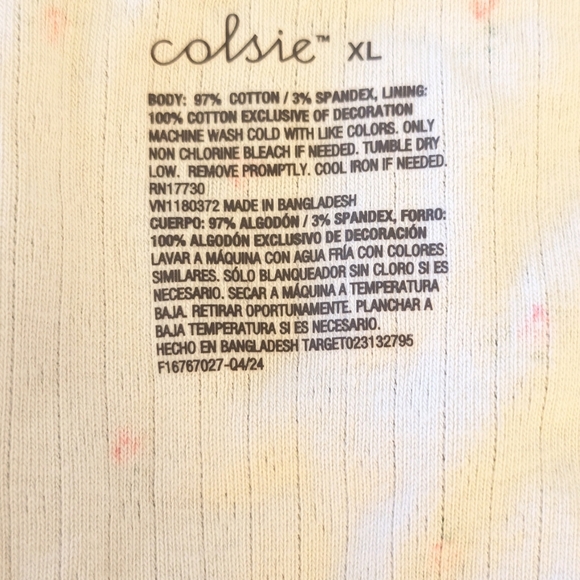 colsie™ XL
BODY: 97% COTTON / 3% SPANDEX, LINING:
100% COTTON EXCLUSIVE OF DECORATION
MACHINE WASH COLD WITH LIKE COLORS. ONLY
NON CHLORINE BLEACH IF NEEDED. TUMBLE DRY
LOW. REMOVE PROMPTLY. COOL IRON IF NEEDED.
RN17730
VN1180372 MADE IN BANGLADESH
CUERPO: 97% ALGODÓN / 3% SPANDEX, FORRO:
100% ALGODÓN EXCLUSIVO DE DECORACIÓN
LAVAR A MÁQUINA CON AGUA FRÍA CON COLORES
SIMILARES. SÓLO BLANQUEADOR SIN CLORO SI ES
NECESARIO. SECAR A MÁQUINA A TEMPERATURA
BAJA. RETIRAR OPORTUNAMENTE. PLANCHAR A
BAJA TEMPERATURA SI ES NECESARIO.
HECHO EN BANGLADESH TARGET023132795
F16767027-Q4/24